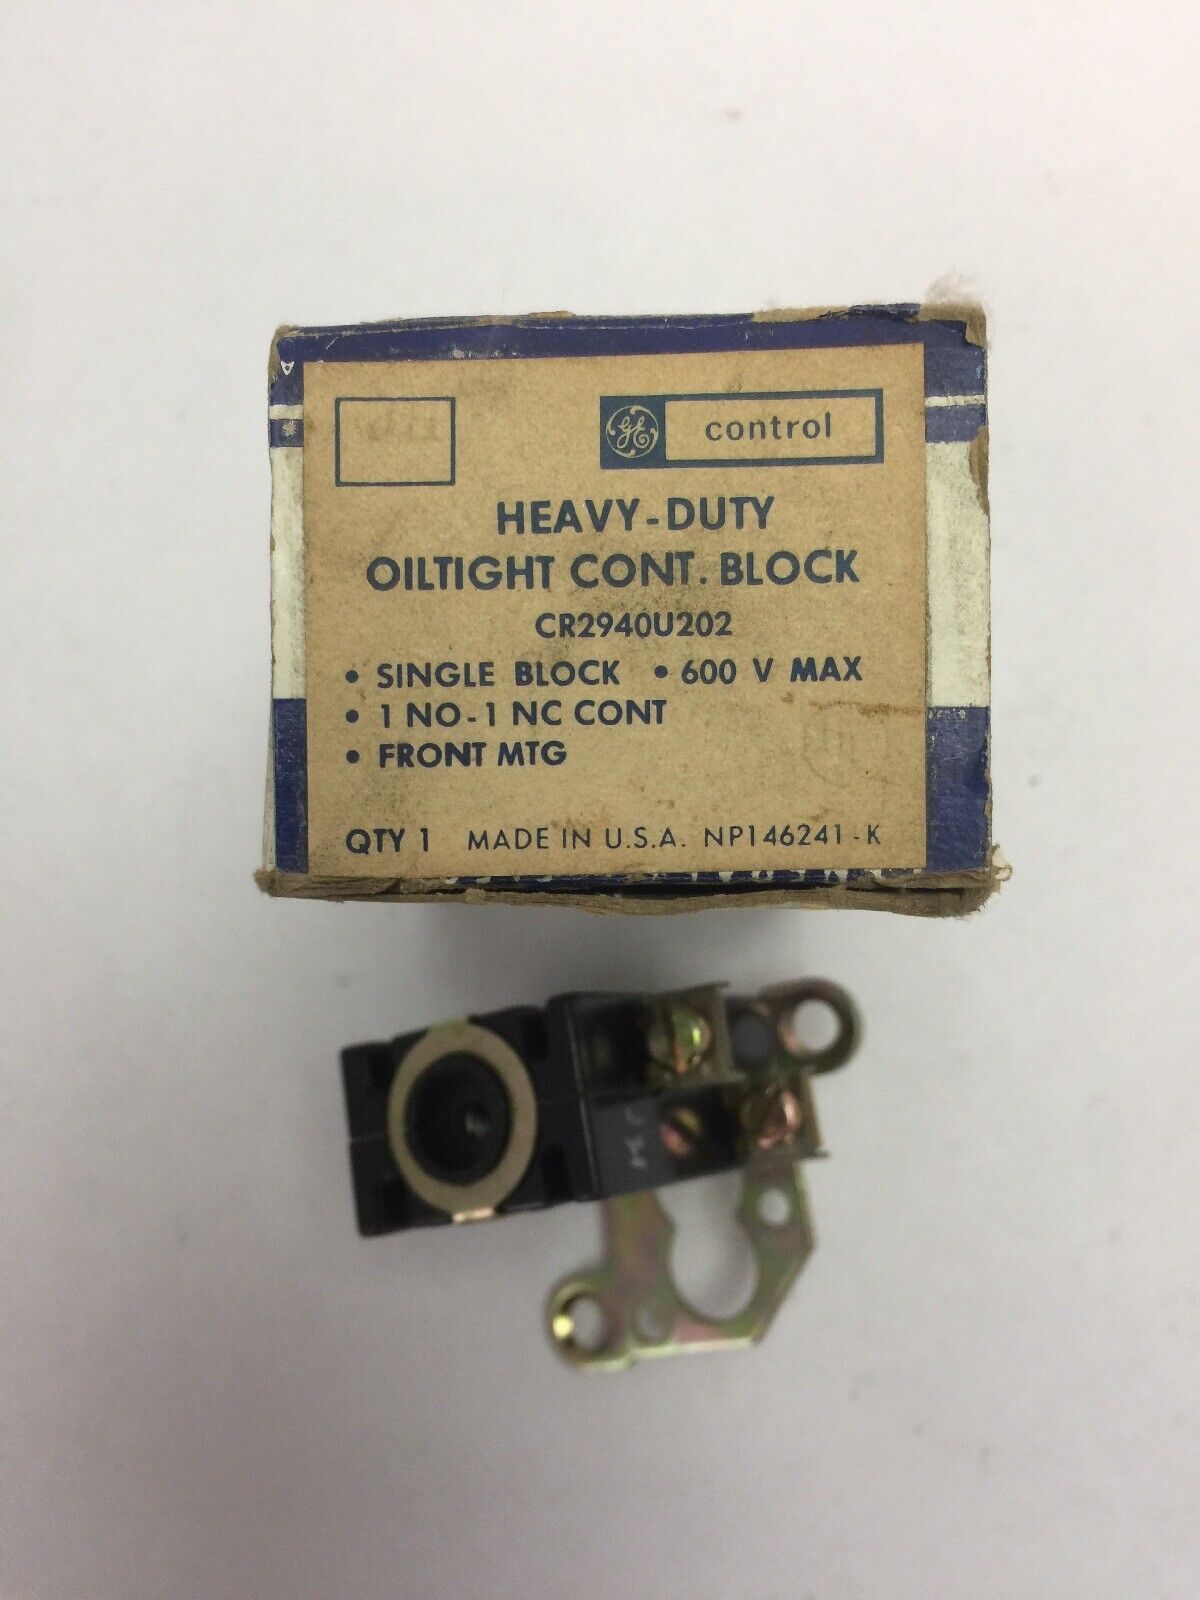 GE control
HEAVY-DUTY
OILTIGHT CONT. BLOCK
CR2940U202
• SINGLE BLOCK • 600 V MAX
• 1 NO-1 NC CONT
• FRONT MTG
QTY 1 MADE IN U.S.A. NP146241-K